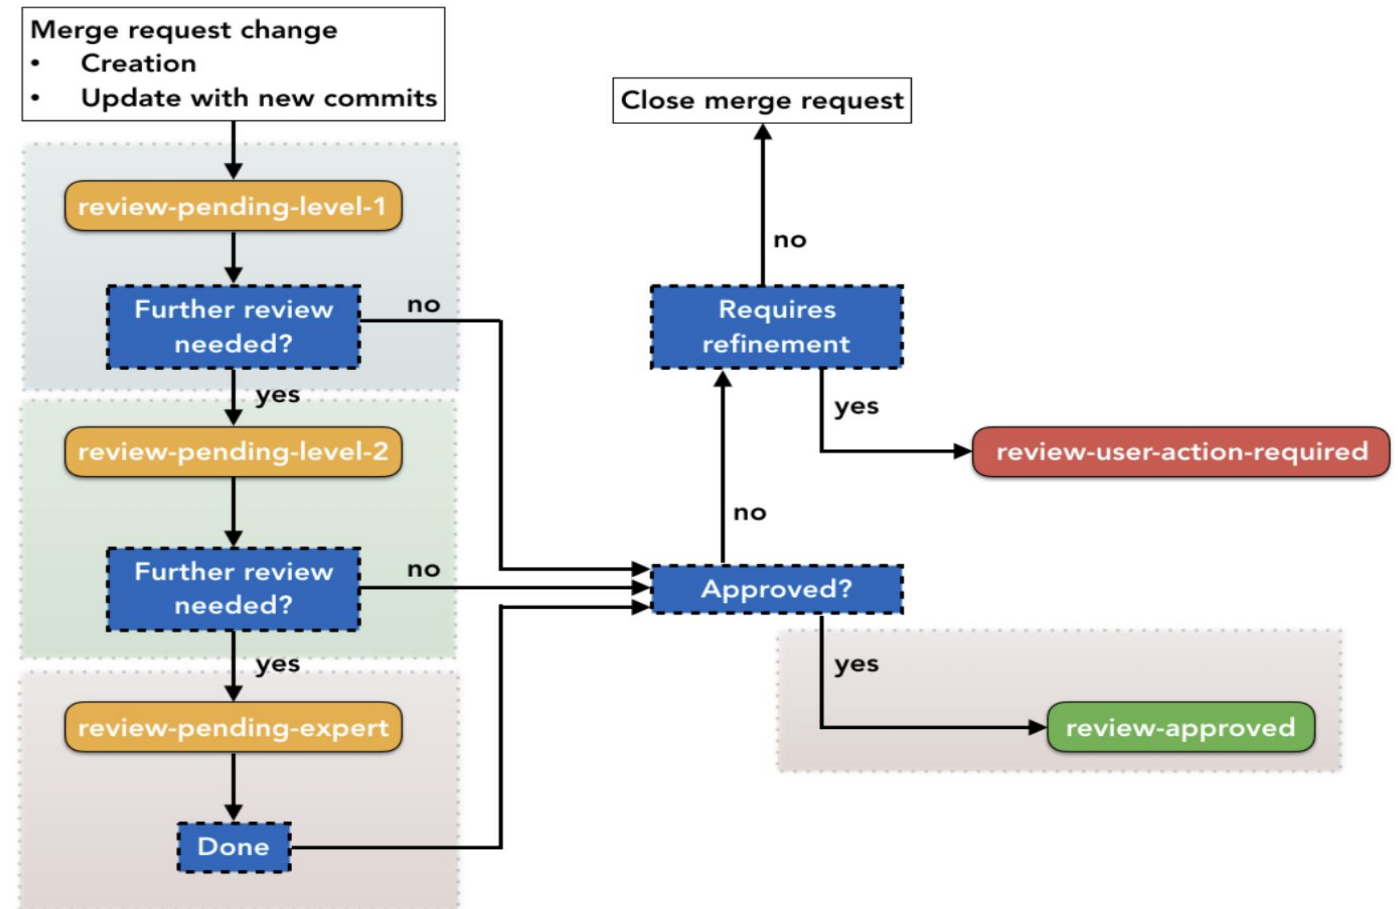 Merge request change
• Creation
• Update with new commits
Close merge request
review-pending-level-1
no
Further review
needed?
no
Requires
refinement
yes
yes
review-pending-level-2
review-user-action-required
no
Further review
needed?
no
Approved?
yes
yes
review-pending-expert
review-approved
Done